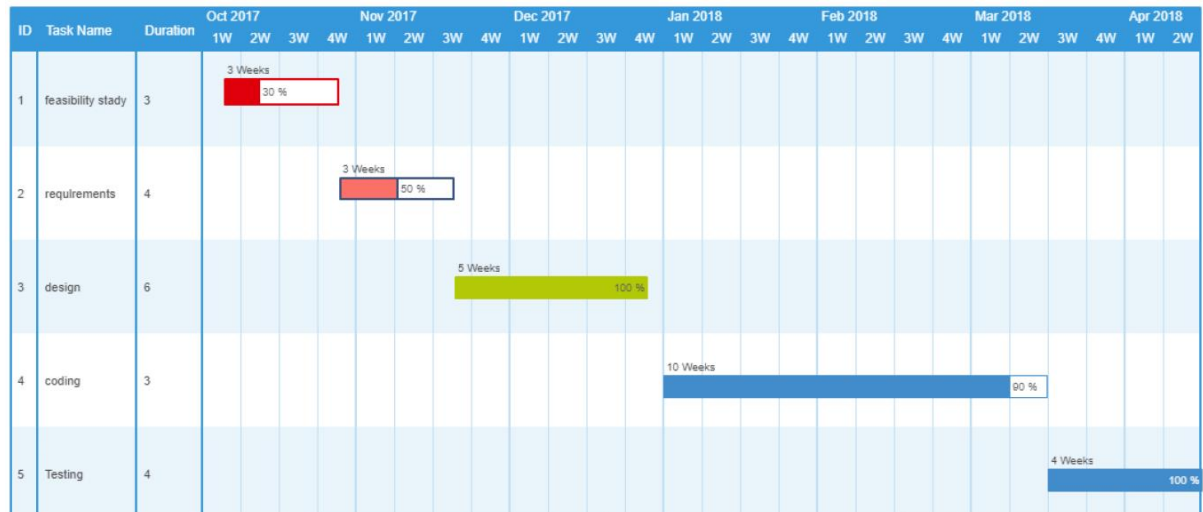 Oct 2017 Nov 2017 Dec 2017 Jan 2018 Feb 2018 Mar 2018 Apr 2018
ID Task Name Duration 1W 2W 3W 4W 1W 2W 3W 4W 1W 2W 3W 4W 1W 2W 3W 4W 1W 2W 3W 4W 1W 2W 3W 4W 1W 2W
3 Weeks
1 feasibility stady 3 30 %
3 Weeks
2 requirements 4 50 %
5 Weeks
3 design 6 100 %
10 Weeks
4 coding 3 90 %
4 Weeks
5 Testing 4 100 %